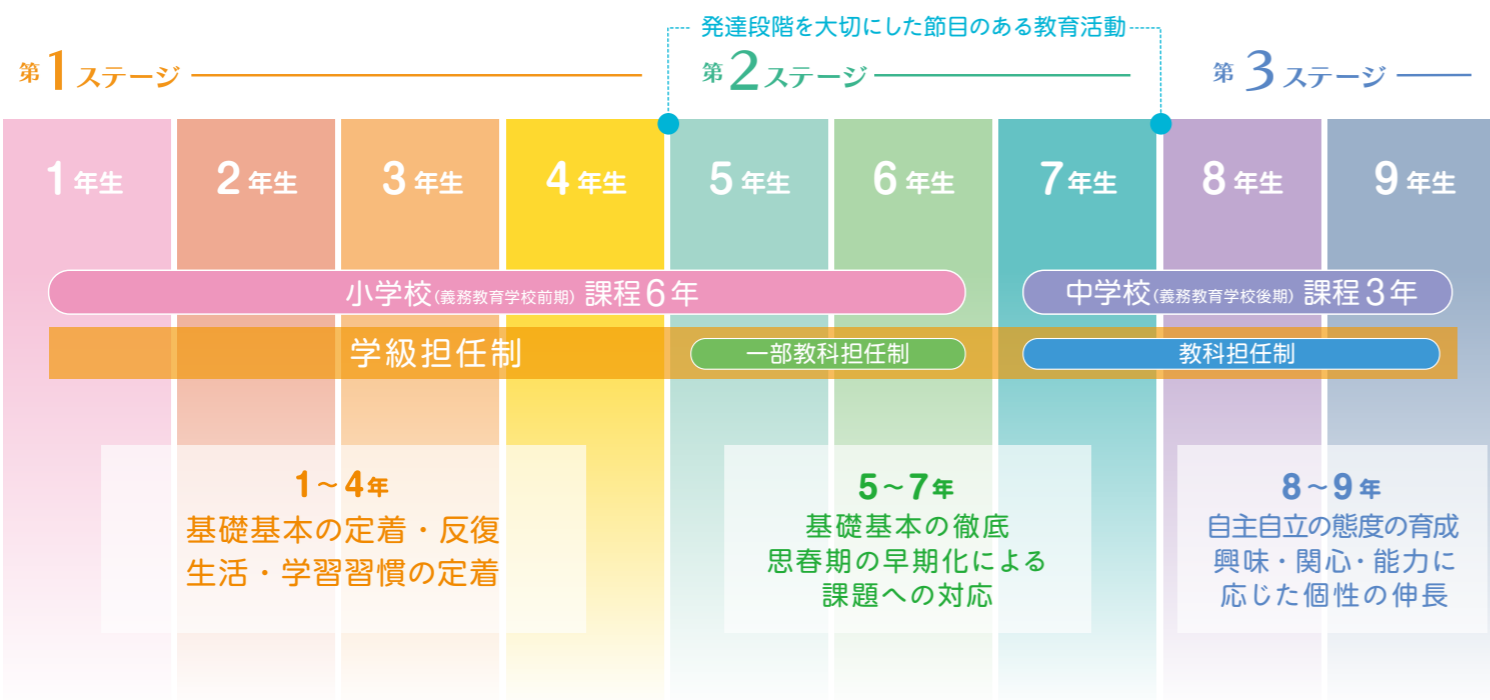 発達段階を大切にした節目のある教育活動
第1ステージ
第2ステージ
第3ステージ
1年生
2年生
3年生
4年生
5年生
6年生
7年生
8年生
9年生
小学校(義務教育学校前期)課程6年
中学校(義務教育学校後期)課程3年
学級担任制
一部教科担任制
教科担任制
1〜4年
基礎基本の定着・反復
生活・学習習慣の定着
5〜7年
基礎基本の徹底
思春期の早期化による
課題への対応
8〜9年
自主自立の態度の育成
興味・関心・能力に
応じた個性の伸長